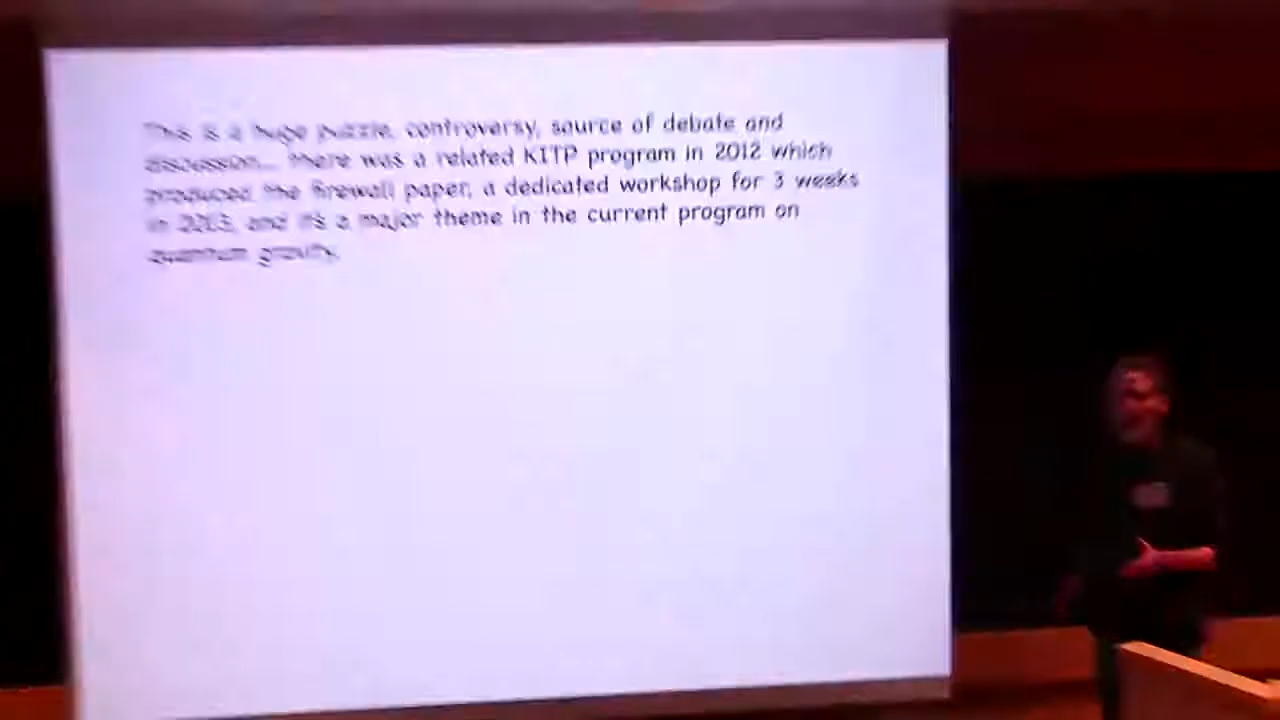 This is a huge puzzle, controversy, source of debate and
discussion... there was a related KITP program in 2012 which
produced the firewall paper, a dedicated workshop for 3 weeks
in 2013, and it's a major theme in the current program on
quantum gravity.